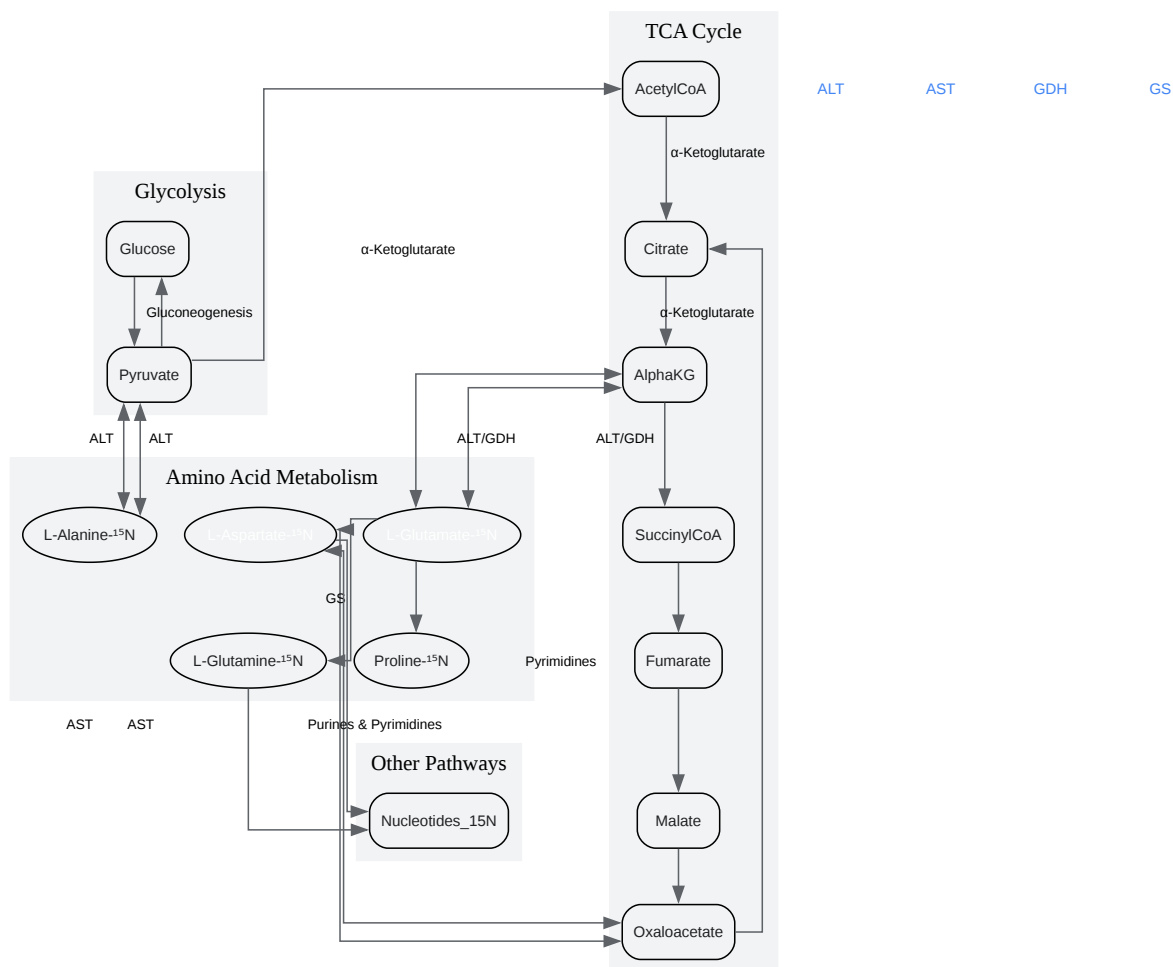 TCA Cycle
AcetylCoA
ALT
AST
GDH
GS
α-Ketoglutarate
Glycolysis
Glucose
α-Ketoglutarate
Citrate
Gluconeogenesis
α-Ketoglutarate
Pyruvate
AlphaKG
ALT
ALT
ALT/GDH
ALT/GDH
Amino Acid Metabolism
L-Alanine-¹⁵N
L-Aspartate-¹⁵N
L-Glutamate-¹⁵N
SuccinylCoA
GS
L-Glutamine-¹⁵N
Proline-¹⁵N
Pyrimidines
Fumarate
AST
AST
Purines & Pyrimidines
Other Pathways
Nucleotides_15N
Malate
Oxaloacetate